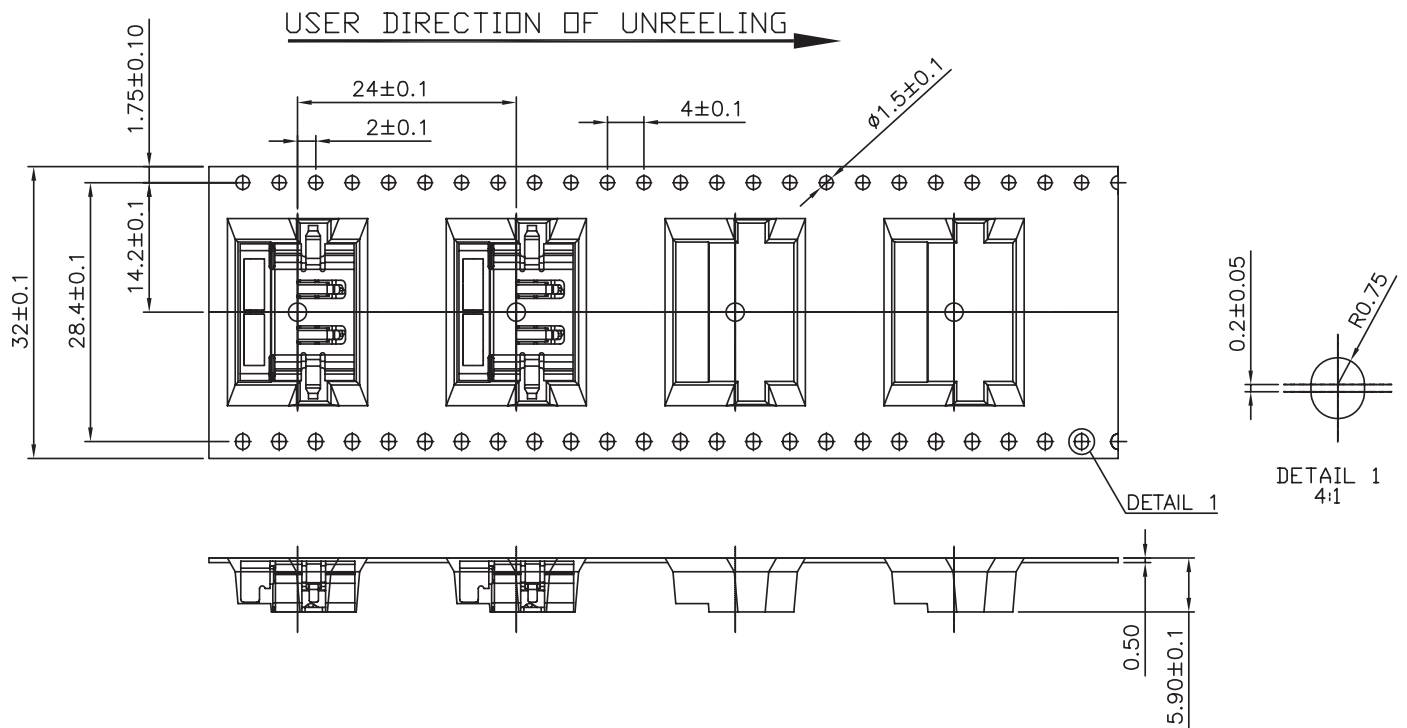 USER DIRECTION OF UNREELING
1.75±0.10
24±0.1
4±0.1
ø1.5±0.1
2±0.1
32±0.1
28.4±0.1
14.2±0.1
0.2±0.05
R0.75
DETAIL 1
4:1
DETAIL 1
0.50
5.90±0.1